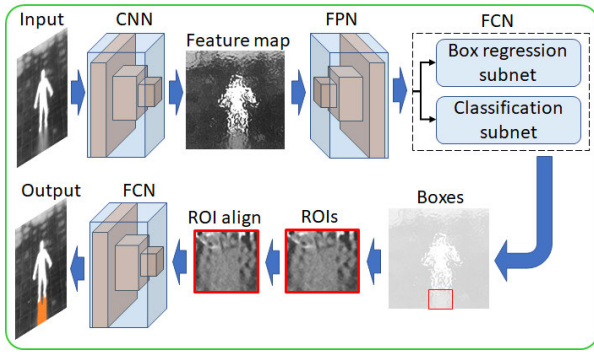 Input
CNN
Feature map
FPN
FCN
Box regression
subnet
Classification
subnet
Output
FCN
ROI align
ROIs
Boxes